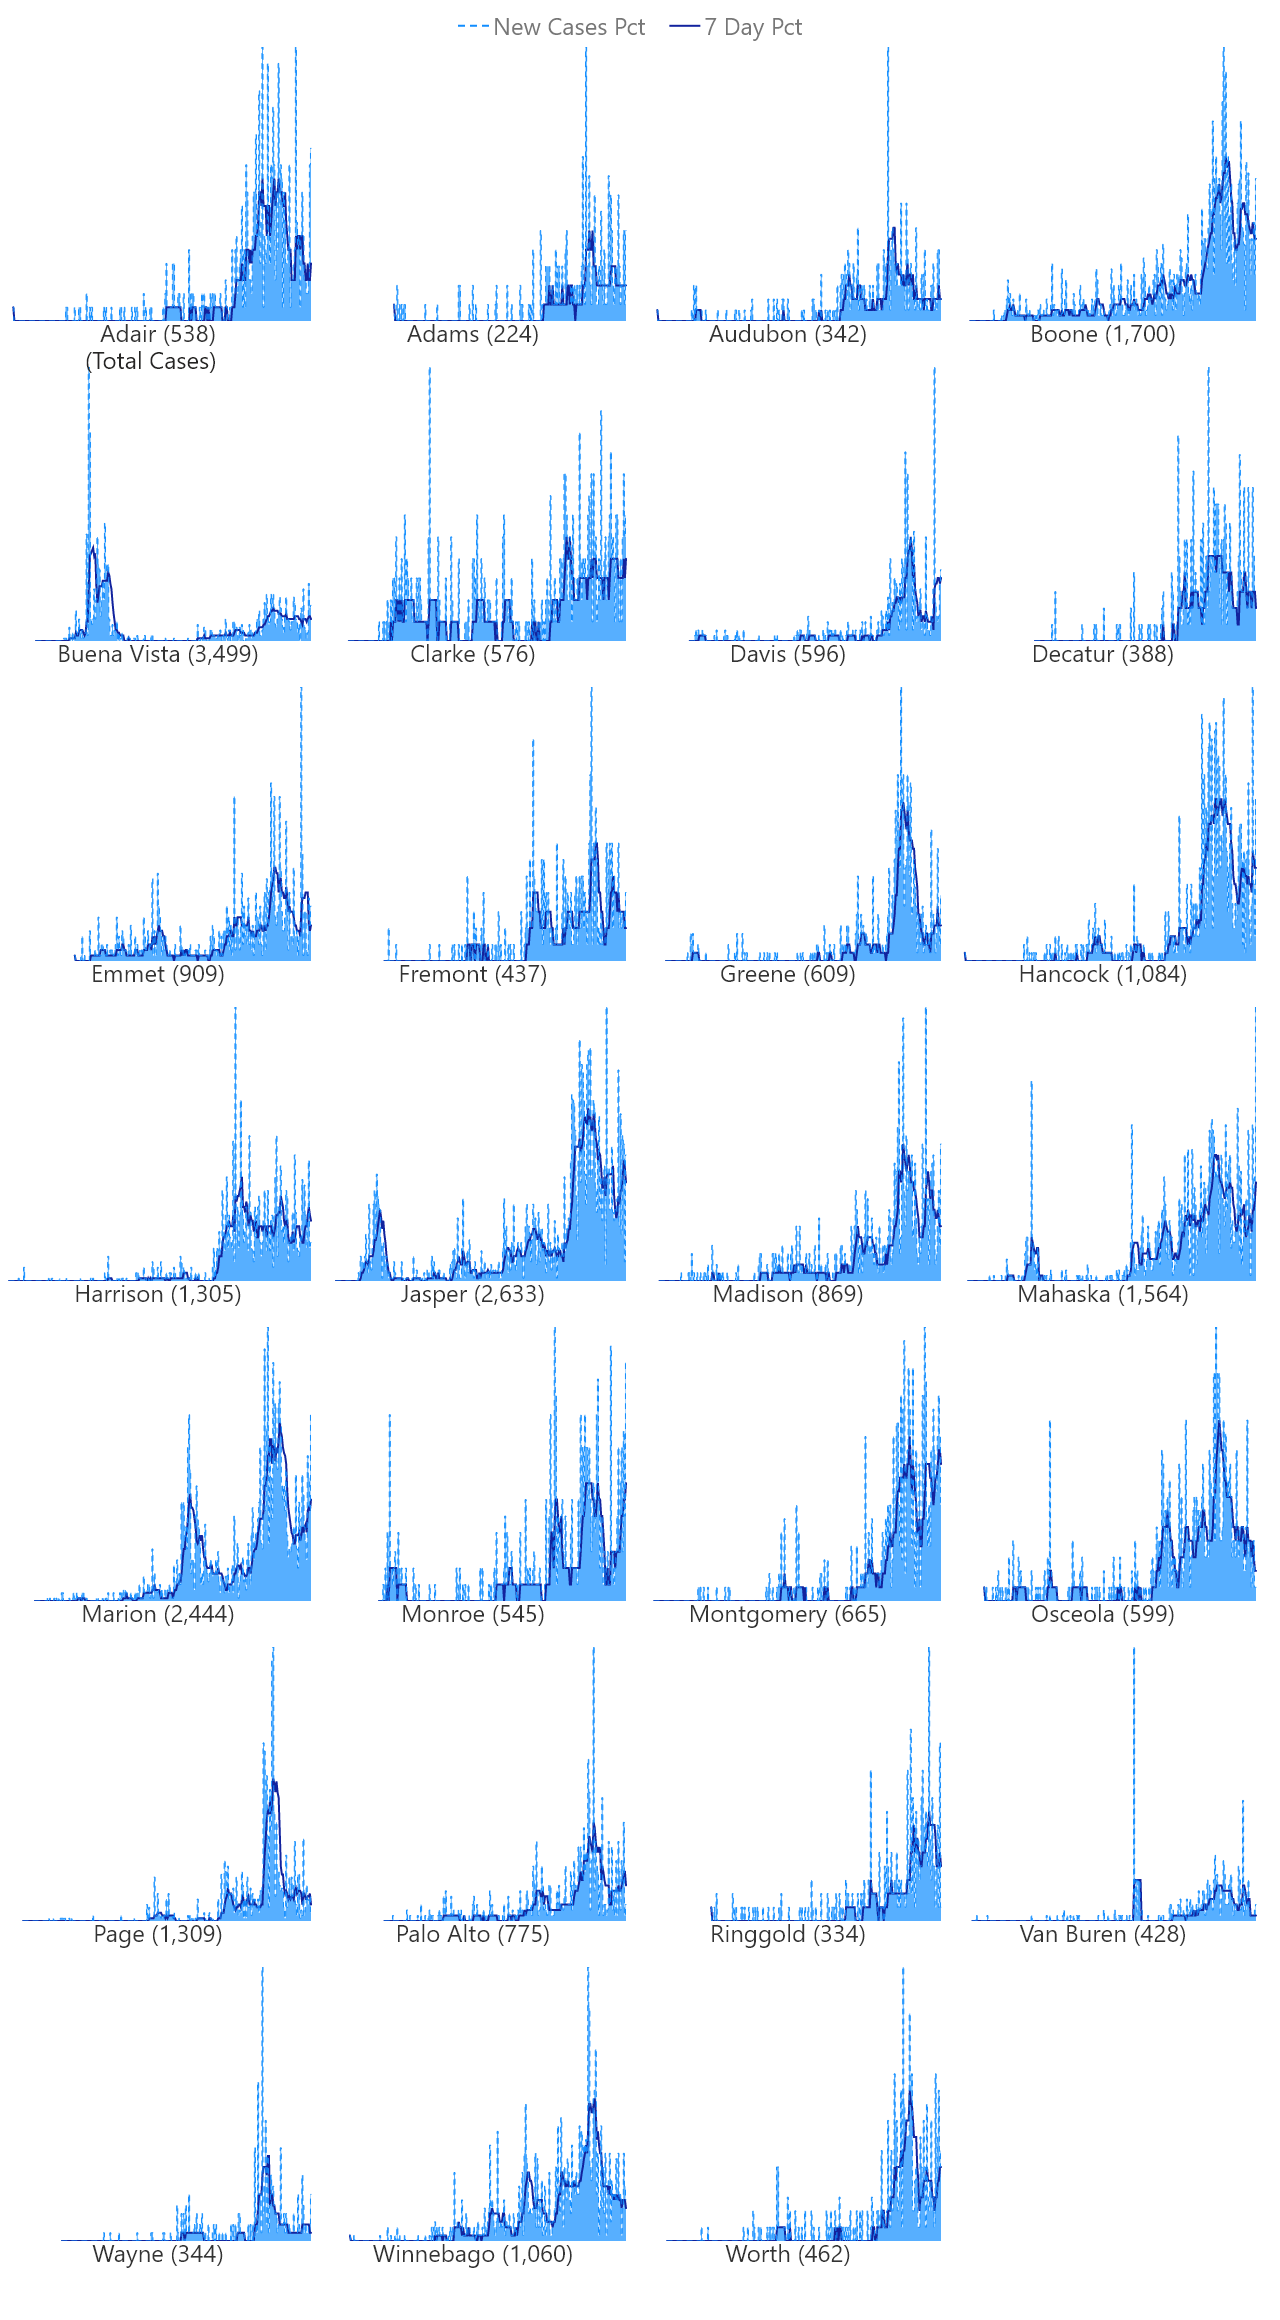 New Cases Pct 7 Day Pct
Adair (538) Adams (224) Audubon (342) Boone (1,700)
(Total Cases)
Buena Vista (3,499) Clarke (576) Davis (596) Decatur (388)
Emmet (909) Fremont (437) Greene (609) Hancock (1,084)
Harrison (1,305) Jasper (2,633) Madison (869) Mahaska (1,564)
Marion (2,444) Monroe (545) Montgomery (665) Osceola (599)
Page (1,309) Palo Alto (775) Ringgold (334) Van Buren (428)
Wayne (344) Winnebago (1,060) Worth (462)